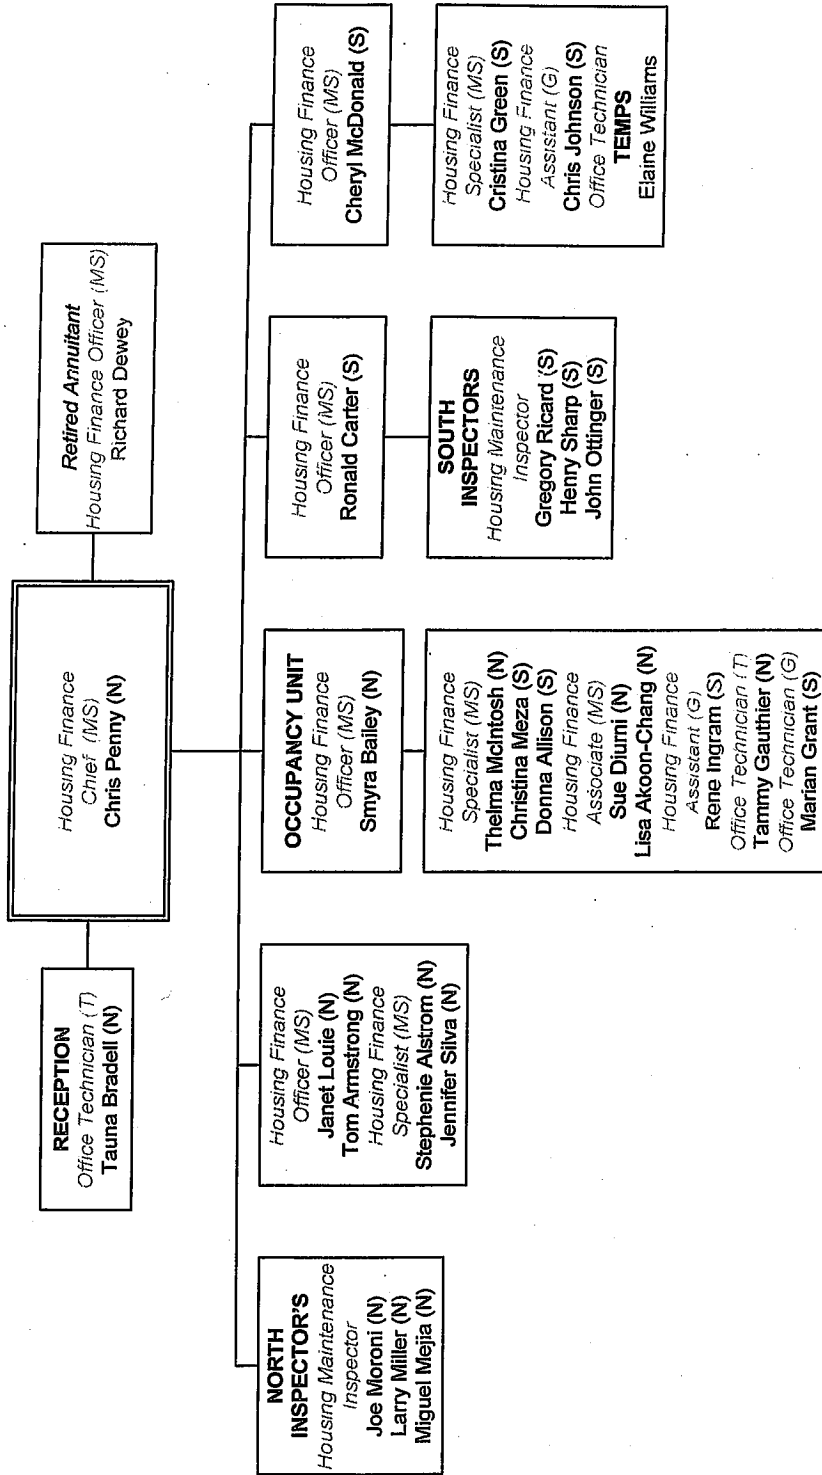 RECEPTION
Office Technician (T)
Tauna Bradell (N)
Housing Finance
Chief (MS)
Chris Penny (N)
Retired Annuitant
Housing Finance Officer (MS)
Richard Dewey
NORTH
INSPECTOR'S
Housing Maintenance
Inspector
Joe Moroni (N)
Larry Miller (N)
Miguel Mejia (N)
Housing Finance
Officer (MS)
Janet Louie (N)
Tom Armstrong (N)
Housing Finance
Specialist (MS)
Stephenie Alstrom (N)
Jennifer Silva (N)
OCCUPANCY UNIT
Housing Finance
Officer (MS)
Smyra Bailey (N)
Housing Finance
Specialist (MS)
Thelma McIntosh (N)
Christina Meza (S)
Donna Allison (S)
Housing Finance
Associate (MS)
Sue Diurni (N)
Lisa Akoon-Chang (N)
Housing Finance
Assistant (G)
Rene Ingram (S)
Office Technician (T)
Tammy Gauthier (N)
Office Technician (G)
Marian Grant (S)
Housing Finance
Officer (MS)
Ronald Carter (S)
SOUTH
INSPECTORS
Housing Maintenance
Inspector
Gregory Ricard (S)
Henry Sharp (S)
John Ottinger (S)
Housing Finance
Officer (MS)
Cheryl McDonald (S)
Housing Finance
Specialist (MS)
Cristina Green (S)
Housing Finance
Assistant (G)
Chris Johnson (S)
Office Technician
TEMPS
Elaine Williams